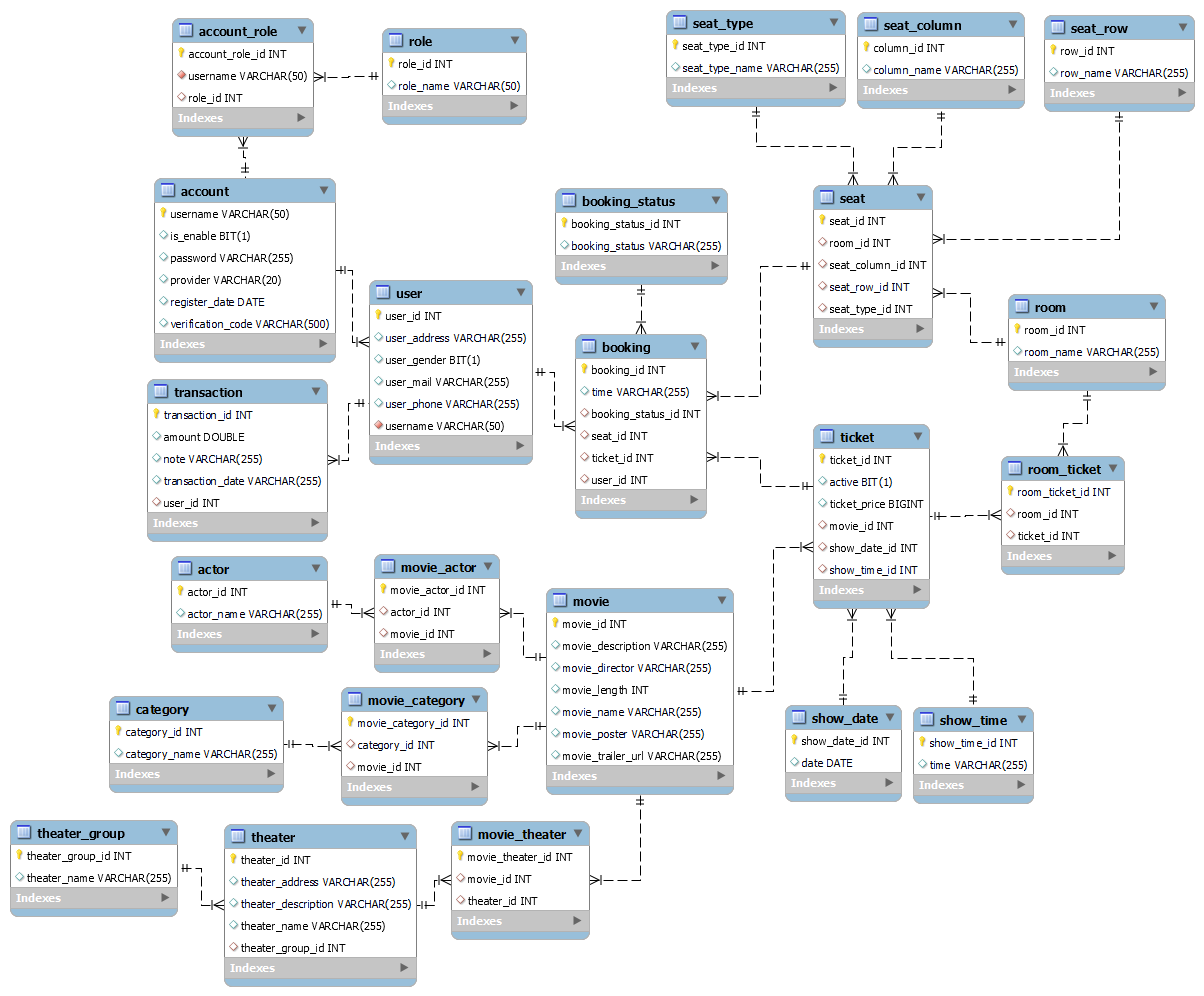 account_role
account_role_id INT
username VARCHAR(50)
role_id INT
Indexes
role
role_id INT
role_name VARCHAR(50)
Indexes
seat_type
seat_type_id INT
seat_type_name VARCHAR(255)
Indexes
seat_column
column_id INT
column_name VARCHAR(255)
Indexes
seat_row
row_id INT
row_name VARCHAR(255)
Indexes
account
username VARCHAR(50)
is_enable BIT(1)
password VARCHAR(255)
provider VARCHAR(20)
register_date DATE
verification_code VARCHAR(500)
Indexes
booking_status
booking_status_id INT
booking_status VARCHAR(255)
Indexes
seat
seat_id INT
room_id INT
seat_column_id INT
seat_row_id INT
seat_type_id INT
Indexes
user
user_id INT
user_address VARCHAR(255)
user_gender BIT(1)
user_mail VARCHAR(255)
user_phone VARCHAR(255)
username VARCHAR(50)
Indexes
room
room_id INT
room_name VARCHAR(255)
Indexes
booking
booking_id INT
time VARCHAR(255)
booking_status_id INT
seat_id INT
ticket_id INT
user_id INT
Indexes
transaction
transaction_id INT
amount DOUBLE
note VARCHAR(255)
transaction_date VARCHAR(255)
user_id INT
Indexes
ticket
ticket_id INT
active BIT(1)
ticket_price BIGINT
movie_id INT
show_date_id INT
show_time_id INT
Indexes
room_ticket
room_ticket_id INT
room_id INT
ticket_id INT
Indexes
actor
actor_id INT
actor_name VARCHAR(255)
Indexes
movie_actor
movie_actor_id INT
actor_id INT
movie_id INT
Indexes
movie
movie_id INT
movie_description VARCHAR(255)
movie_director VARCHAR(255)
movie_length INT
movie_name VARCHAR(255)
movie_poster VARCHAR(255)
movie_trailer_url VARCHAR(255)
Indexes
category
category_id INT
category_name VARCHAR(255)
Indexes
movie_category
movie_category_id INT
category_id INT
movie_id INT
Indexes
show_date
show_date_id INT
date DATE
Indexes
show_time
show_time_id INT
time VARCHAR(255)
Indexes
theater_group
theater_group_id INT
theater_name VARCHAR(255)
Indexes
theater
theater_id INT
theater_address VARCHAR(255)
theater_description VARCHAR(255)
theater_name VARCHAR(255)
theater_group_id INT
Indexes
movie_theater
movie_theater_id INT
movie_id INT
theater_id INT
Indexes